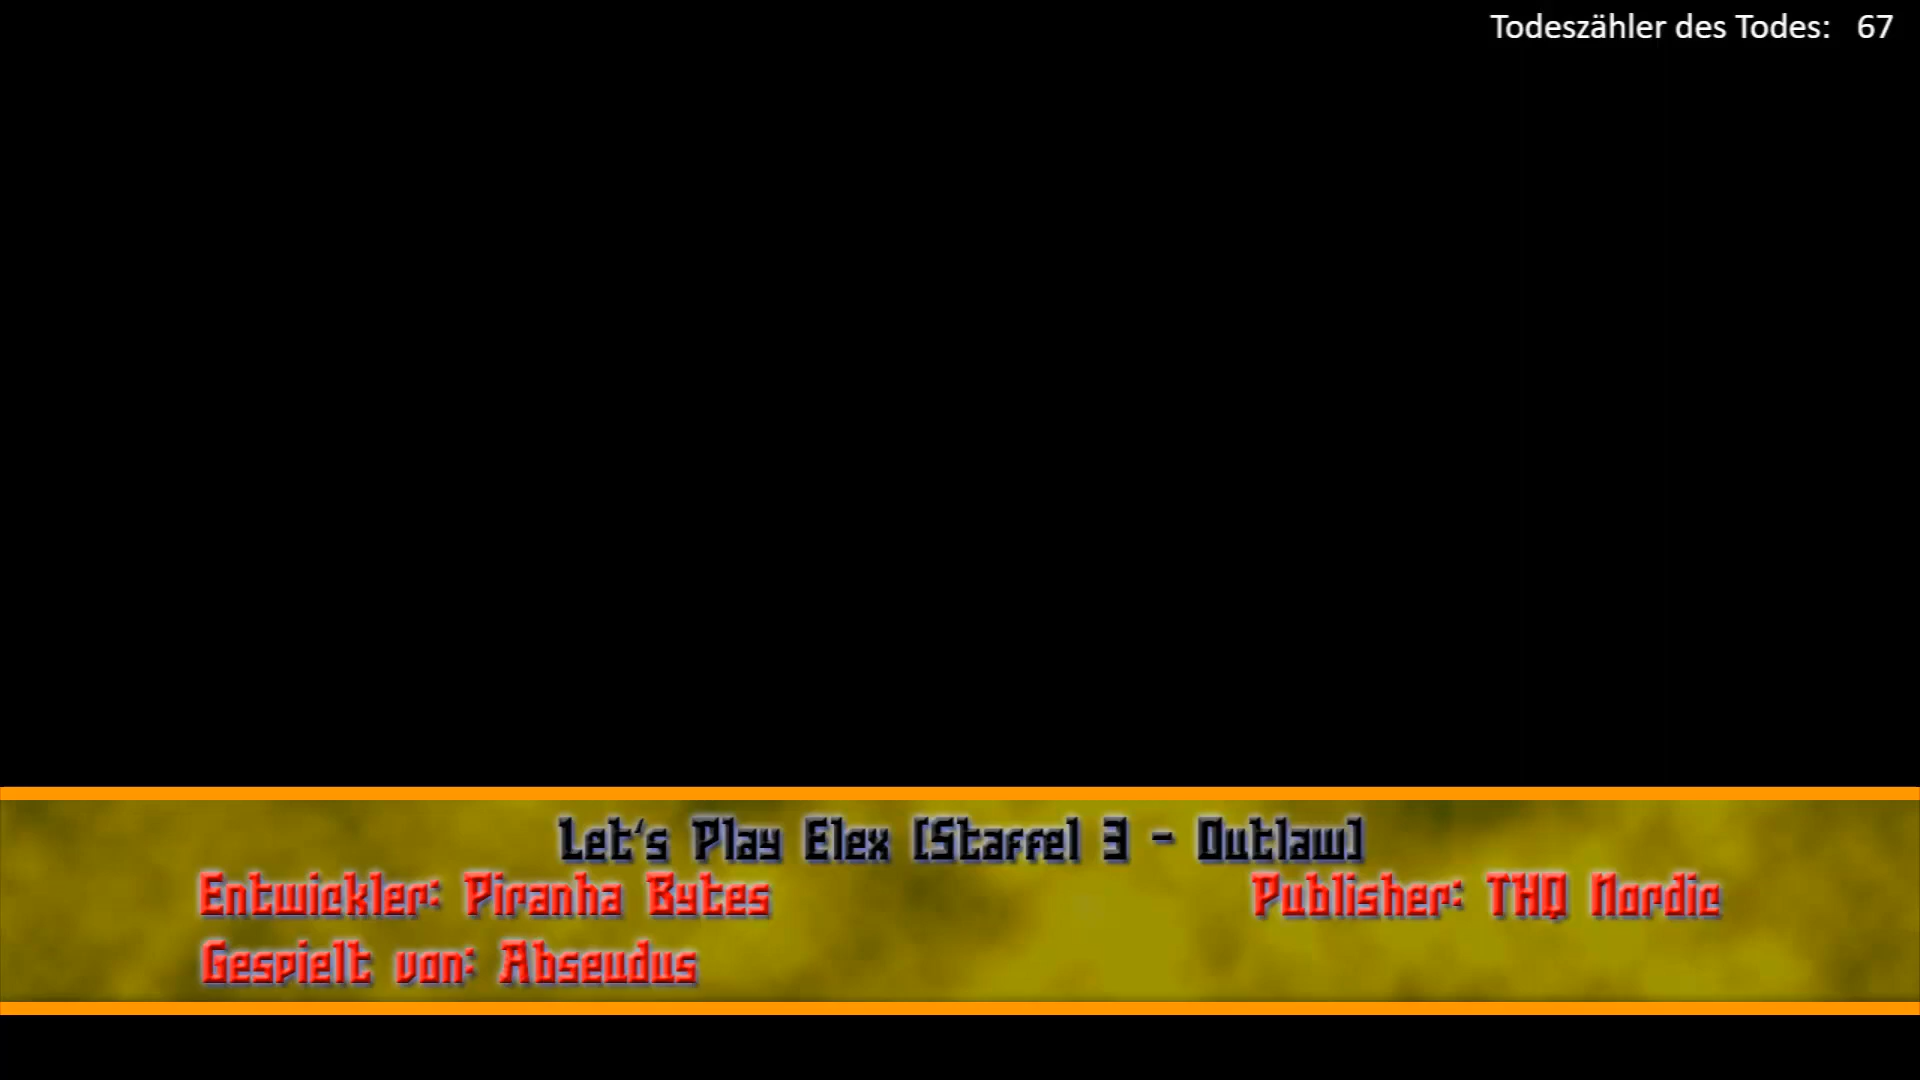 Todeszähler des Todes: 67
Let's Play Elex [Staffel 3 - Outlaw]
Entwickler: Piranha Bytes
Publisher: THQ Nordic
Gespielt von: Abseudus